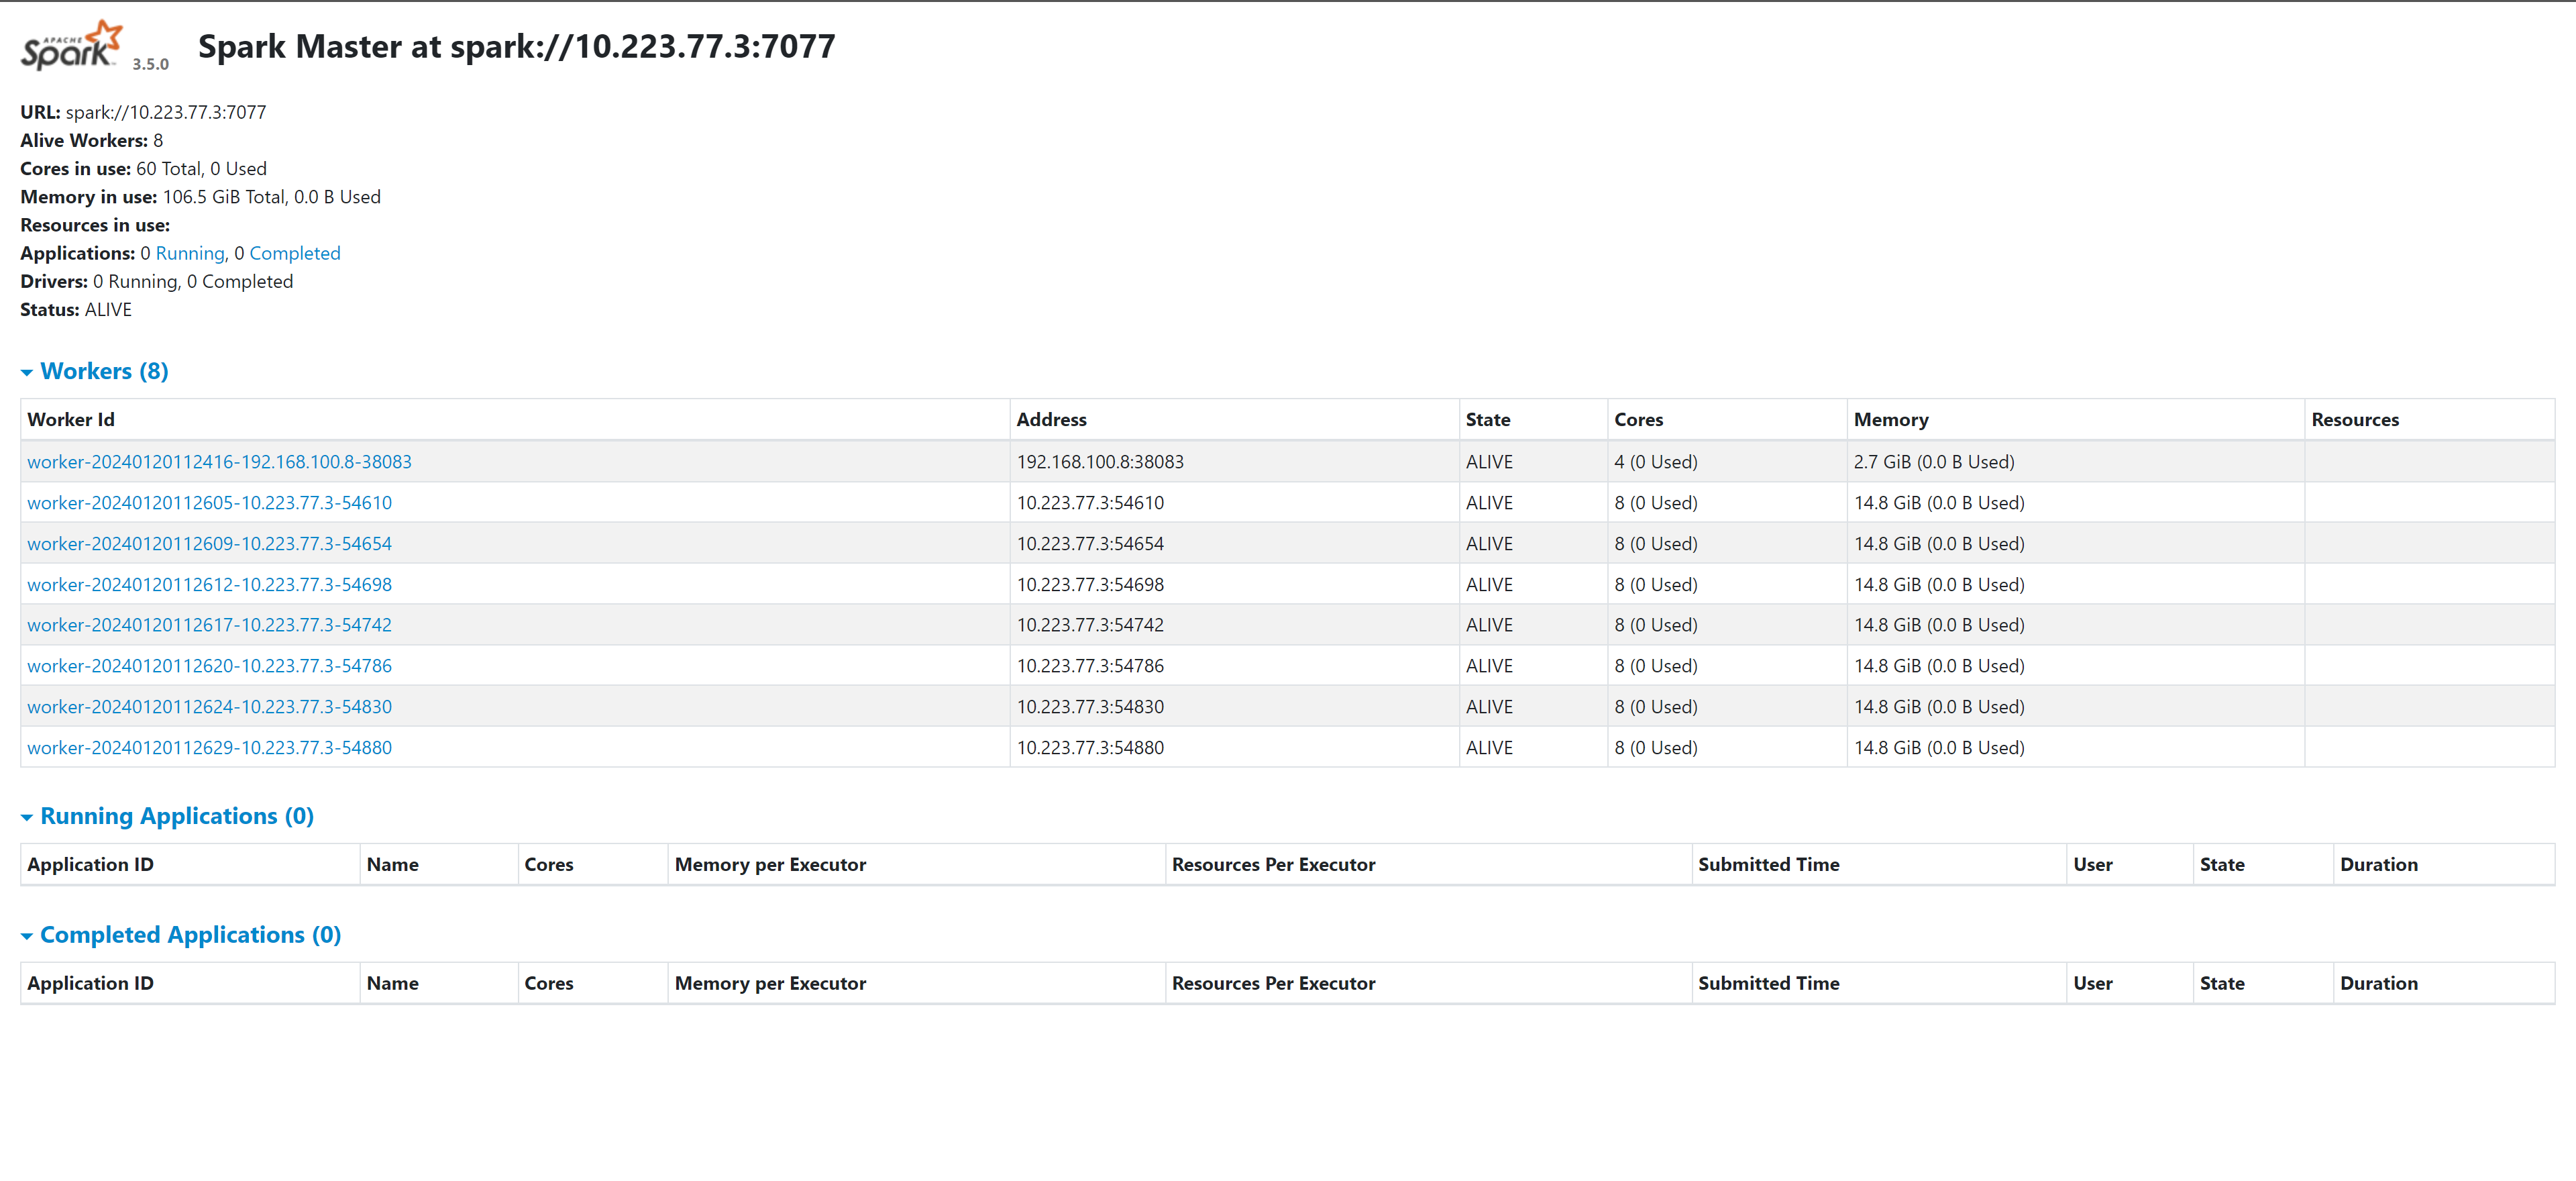 APACHE
Spark™ 3.5.0 Spark Master at spark://10.223.77.3:7077
URL: spark://10.223.77.3:7077
Alive Workers: 8
Cores in use: 60 Total, 0 Used
Memory in use: 106.5 GiB Total, 0.0 B Used
Resources in use:
Applications: 0 Running, 0 Completed
Drivers: 0 Running, 0 Completed
Status: ALIVE
Workers (8)
Worker Id Address State Cores Memory Resources
worker-20240120112416-192.168.100.8-38083 192.168.100.8:38083 ALIVE 4 (0 Used) 2.7 GiB (0.0 B Used)
worker-20240120112605-10.223.77.3-54610 10.223.77.3:54610 ALIVE 8 (0 Used) 14.8 GiB (0.0 B Used)
worker-20240120112609-10.223.77.3-54654 10.223.77.3:54654 ALIVE 8 (0 Used) 14.8 GiB (0.0 B Used)
worker-20240120112612-10.223.77.3-54698 10.223.77.3:54698 ALIVE 8 (0 Used) 14.8 GiB (0.0 B Used)
worker-20240120112617-10.223.77.3-54742 10.223.77.3:54742 ALIVE 8 (0 Used) 14.8 GiB (0.0 B Used)
worker-20240120112620-10.223.77.3-54786 10.223.77.3:54786 ALIVE 8 (0 Used) 14.8 GiB (0.0 B Used)
worker-20240120112624-10.223.77.3-54830 10.223.77.3:54830 ALIVE 8 (0 Used) 14.8 GiB (0.0 B Used)
worker-20240120112629-10.223.77.3-54880 10.223.77.3:54880 ALIVE 8 (0 Used) 14.8 GiB (0.0 B Used)
Running Applications (0)
Application ID Name Cores Memory per Executor Resources Per Executor Submitted Time User State Duration
Completed Applications (0)
Application ID Name Cores Memory per Executor Resources Per Executor Submitted Time User State Duration